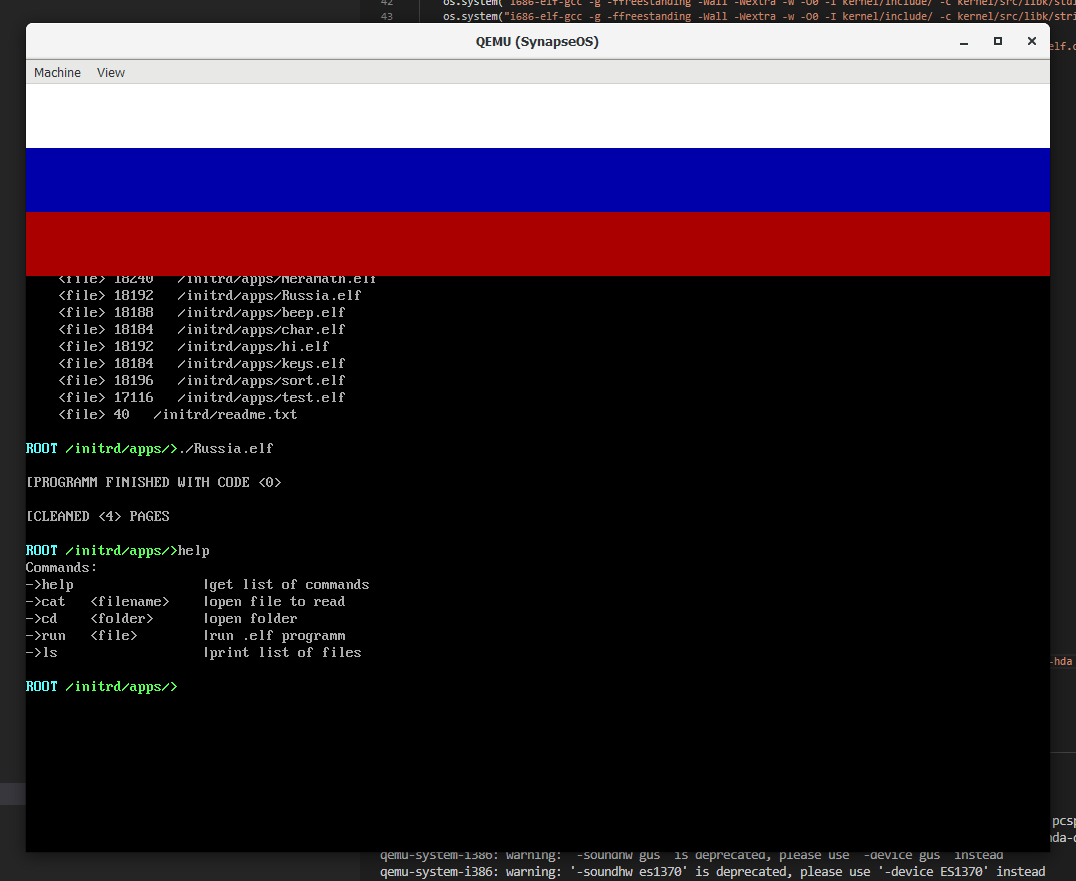 42 os.system("i686-elf-gcc -g -ffreestanding -Wall -Wextra -w -O0 -I kernel/include/ -c kernel/src/libk/
43 os.system("i686-elf-gcc -g -ffreestanding -Wall -Wextra -w -O0 -I kernel/include/ -c kernel/src/libk/stri
QEMU (SynapseOS)
elf.
Machine View
<file> 18240 /initrd/apps/Neramath.elf
<file> 18192 /initrd/apps/Russia.elf
<file> 18188 /initrd/apps/beep.elf
<file> 18184 /initrd/apps/char.elf
<file> 18192 /initrd/apps/hi.elf
<file> 18184 /initrd/apps/keys.elf
<file> 18196 /initrd/apps/sort.elf
<file> 17116 /initrd/apps/test.elf
<file> 40 /initrd/readme.txt
ROOT /initrd/apps/>./Russia.elf
[PROGRAMM FINISHED WITH CODE <0>
[CLEANED <4> PAGES
ROOT /initrd/apps/>help
Commands:
->help |get list of commands
->cat <filename> |open file to read
->cd <folder> |open folder
->run <file> |run .elf programm
->ls |print list of files
-hda
ROOT /initrd/apps/>
pcsp
hda-
qemu-system-i386: warning: '-soundhw gus' is deprecated, please use '-device gus' instead
qemu-system-i386: warning: '-soundhw es1370' is deprecated, please use '-device ES1370' instead